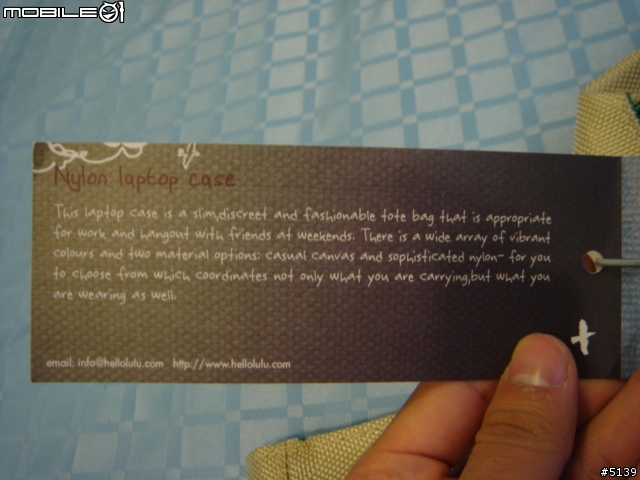 MOBILE01
Nylon laptop case
This laptop case is a slim,discreet and fashionable tote bag that is appropriate
for work and hangout with friends at weekends. There is a wide array of vibrant
colours and two material options: casual canvas and sophisticated nylon- for you
to choose from which coordinates not only what you are carrying,but what you
are wearing as well.
email: info@hellolulu.com http://www.hellolulu.com
#5139